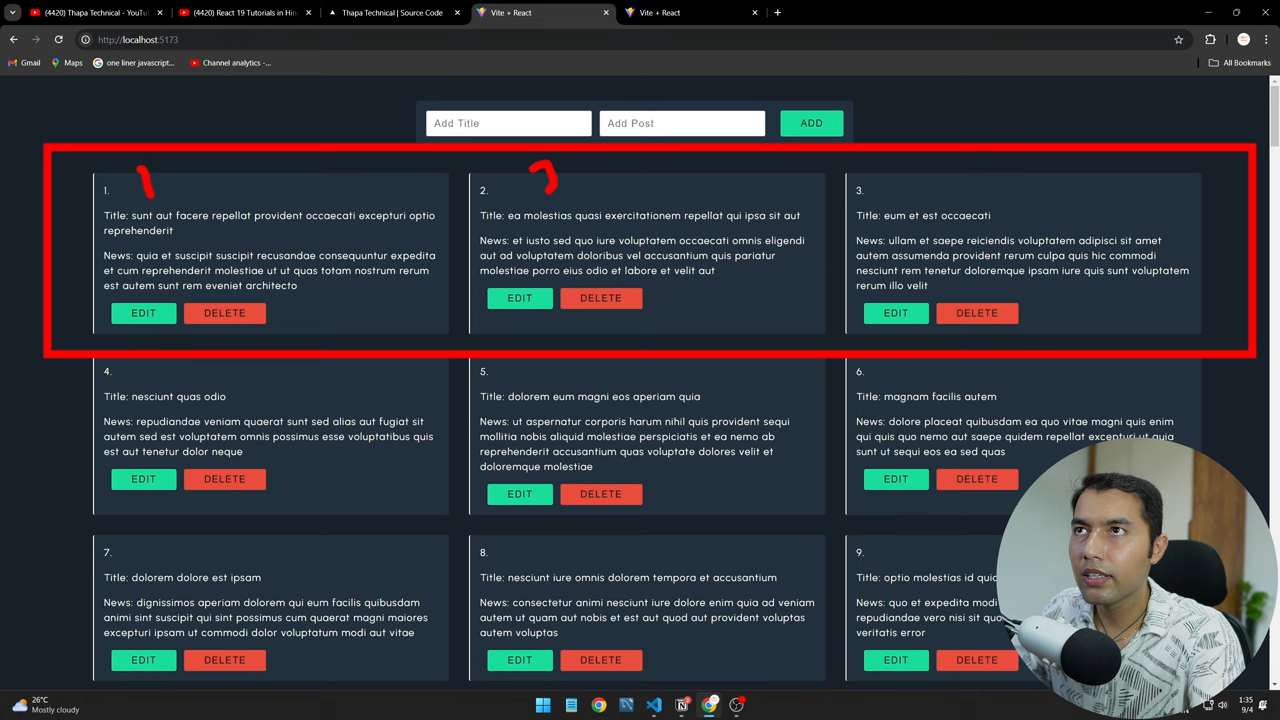 (4420) Thapa Technical - YouTu
(4420) React 19 Tutorials in Hin
Thapa Technical | Source Code
Vite + React
Vite + React
http://localhost:5173
Gmail
Maps
one liner javascript...
Channel analytics -...
All Bookmarks
Add Title
Add Post
ADD
1.
Title: sunt aut facere repellat provident occaecati excepturi optio
reprehenderit
News: quia et suscipit suscipit recusandae consequuntur expedita
et cum reprehenderit molestiae ut ut quas totam nostrum rerum
est autem sunt rem eveniet architecto
EDIT
DELETE
2.
Title: ea molestias quasi exercitationem repellat qui ipsa sit aut
News: et iusto sed quo iure voluptatem occaecati omnis eligendi
aut ad voluptatem doloribus vel accusantium quis pariatur
molestiae porro eius odio et labore et velit aut
EDIT
DELETE
3.
Title: eum et est occaecati
News: ullam et saepe reiciendis voluptatem adipisci sit amet
autem assumenda provident rerum culpa quis hic commodi
nesciunt rem tenetur doloremque ipsam iure quis sunt voluptatem
rerum illo velit
EDIT
DELETE
4.
Title: nesciunt quas odio
News: repudiandae veniam quaerat sunt sed alias aut fugiat sit
autem sed est voluptatem omnis possimus esse voluptatibus quis
est aut tenetur dolor neque
EDIT
DELETE
5.
Title: dolorem eum magni eos aperiam quia
News: ut aspernatur corporis harum nihil quis provident sequi
mollitia nobis aliquid molestiae perspiciatis et ea nemo ab
reprehenderit accusantium quas voluptate dolores velit et
doloremque molestiae
EDIT
DELETE
6.
Title: magnam facilis autem
News: dolore placeat quibusdam ea quo vitae magni quis enim
qui quis quo nemo aut saepe quidem repellat excepturi ut quia
sunt ut sequi eos ea sed quas
EDIT
DELETE
7.
Title: dolorem dolore est ipsam
News: dignissimos aperiam dolorem qui eum facilis quibusdam
animi sint suscipit qui sint possimus cum quaerat magni maiores
excepturi ipsam ut commodi dolor voluptatum modi aut vitae
EDIT
DELETE
8.
Title: nesciunt iure omnis dolorem tempora et accusantium
News: consectetur animi nesciunt iure dolore enim quia ad veniam
autem ut quam aut nobis et est aut quod aut provident voluptas
autem voluptas
EDIT
DELETE
9.
Title: optio molestias id
News: quo et expedita modi
repudiandae vero nisi sit
veritatis error
EDIT
DELETE
26°C
Mostly cloudy
1:35
9/4